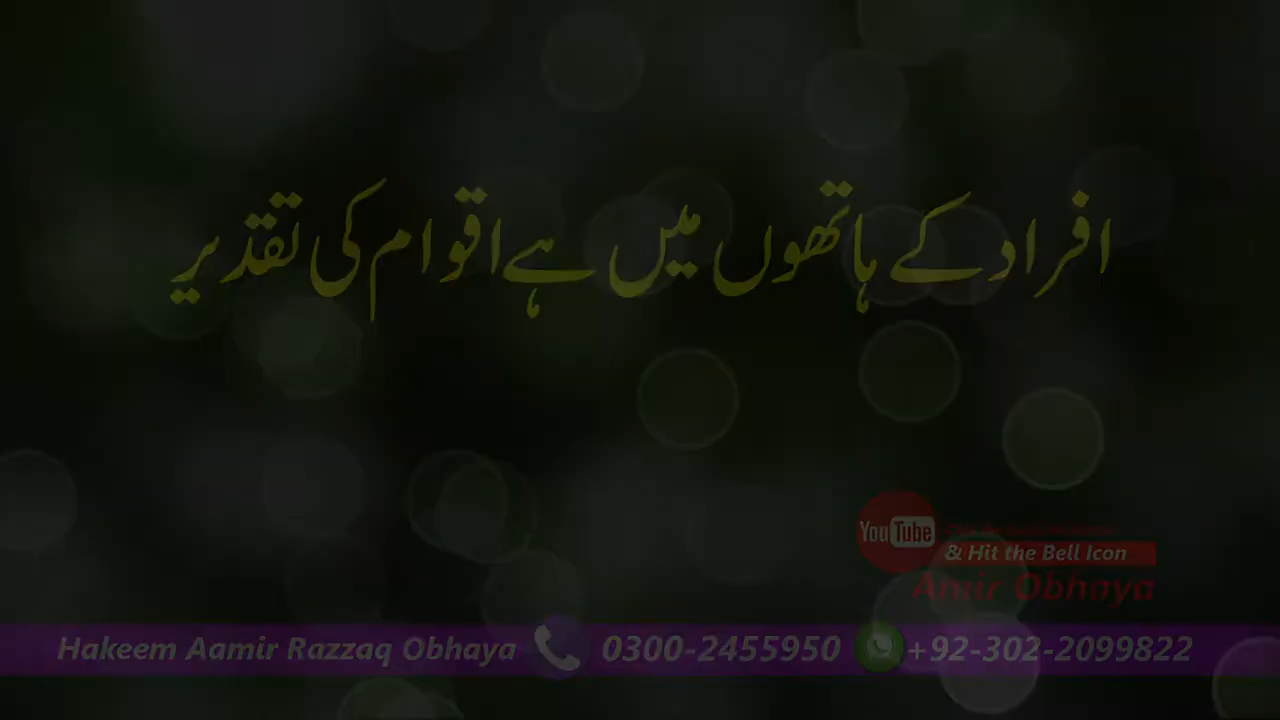 افراد کے ہاتھوں میں ہے اقوام کی تقدیر
YouTube
& Hit the Bell Icon
Amir Obhaya
Hakeem Aamir Razzaq Obhaya 0300-2455950 +92-302-2099822